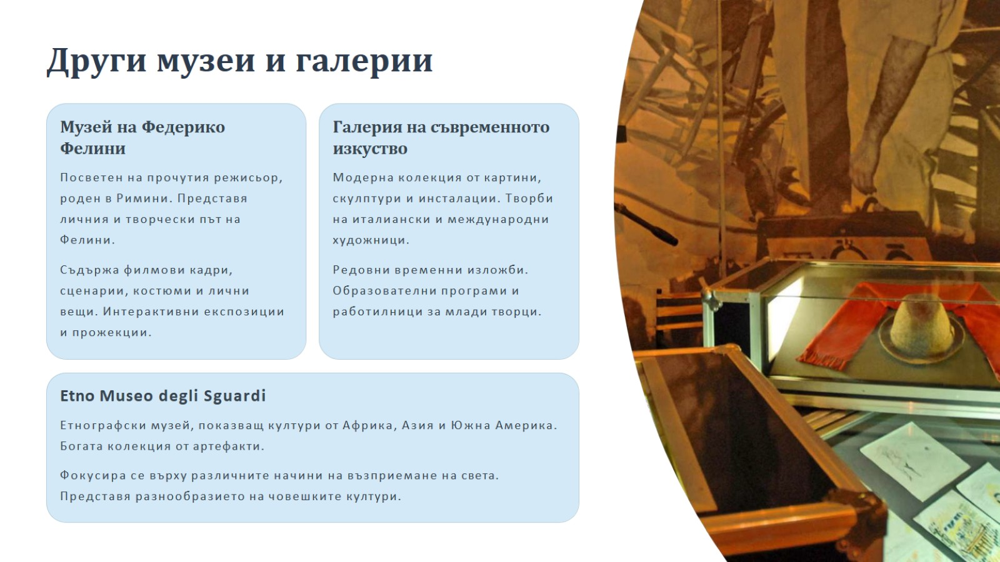 Други музеи и галерии
Музей на Федерико
Фелини
Посветен на прочутия режисьор,
роден в Римини. Представя
личния и творчески път на
Фелини.
Съдържа филмови кадри,
сценарии, костюми и лични
вещи. Интерактивни експозиции
и прожекции.
Галерия на съвременното
изкуство
Модерна колекция от картини,
скулптури и инсталации. Творби
на италиански и международни
художници.
Редовни временни изложби.
Образователни програми и
работилници за млади творци.
Etno Museo degli Sguardi
Етнографски музей, показващ култури от Африка, Азия и Южна Америка.
Богата колекция от артефакти.
Фокусира се върху различните начини на възприемане на света.
Представя разнообразието на човешките култури.